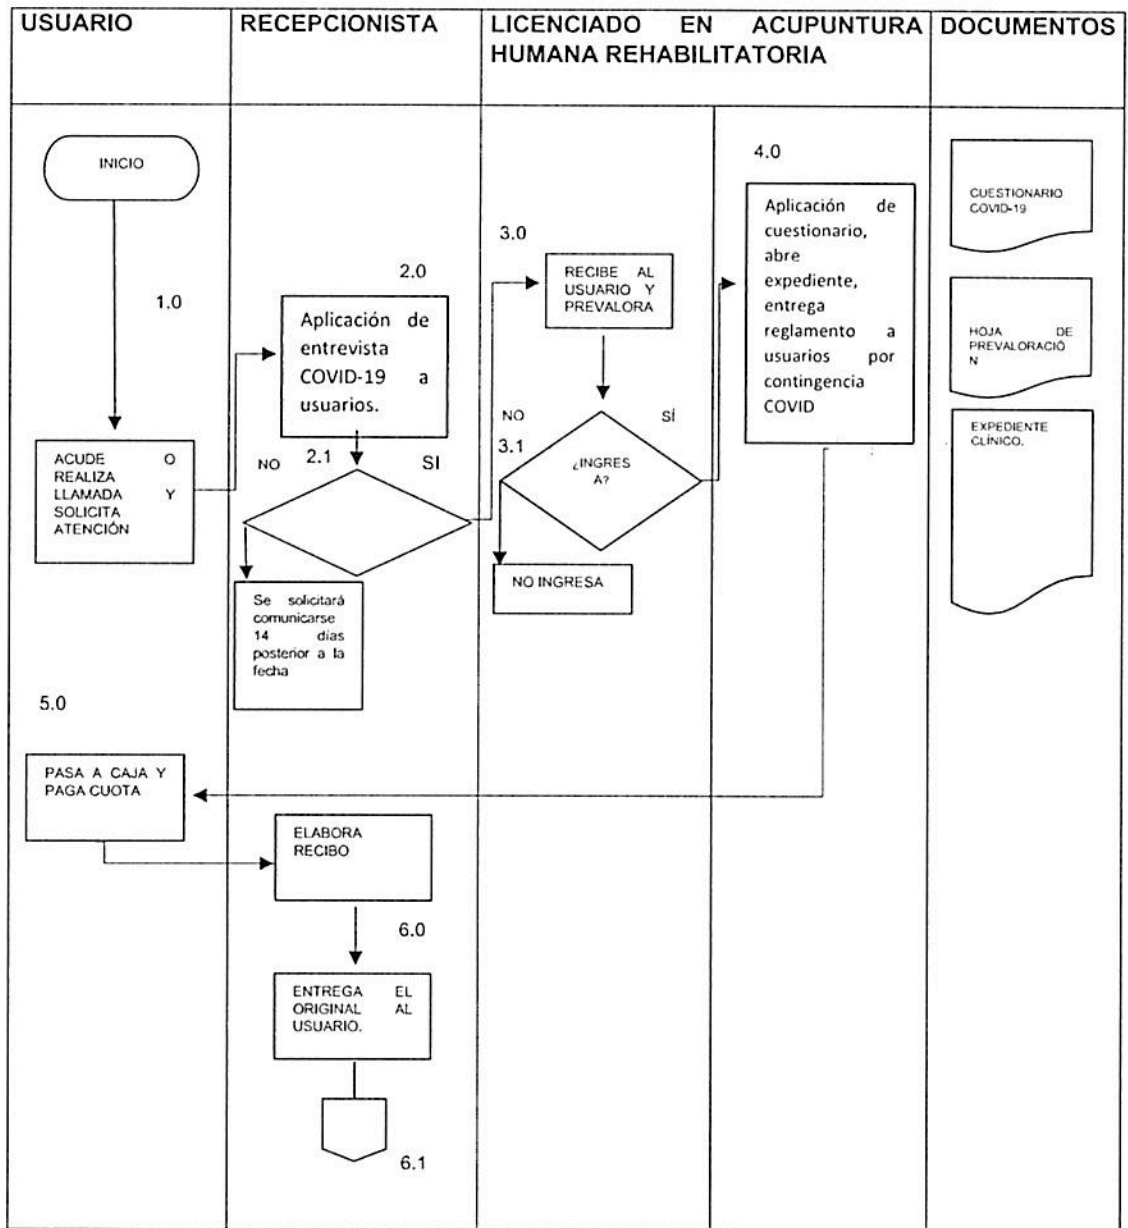 USUARIO
RECEPCIONISTA
LICENCIADO EN ACUPUNTURA
HUMANA REHABILITATORIA
DOCUMENTOS
INICIO
1.0
ACUDE O
REALIZA
LLAMADA Y
SOLICITA
ATENCIÓN
2.0
Aplicación de
entrevista
COVID-19 a
usuarios.
NO
2.1
SI
Se solicitará
comunicarse
14 días
posterior a la
fecha
3.0
RECIBE AL
USUARIO Y
PREVALORA
NO
SÍ
3.1
¿INGRES
A?
NO INGRESA
4.0
Aplicación de
cuestionario,
abre
expediente,
entrega
reglamento a
usuarios por
contingencia
COVID
CUESTIONARIO
COVID-19
HOJA DE
PREVALORACIÓ
N
EXPEDIENTE
CLÍNICO.
5.0
PASA A CAJA Y
PAGA CUOTA
ELABORA
RECIBO
6.0
ENTREGA EL
ORIGINAL AL
USUARIO.
6.1